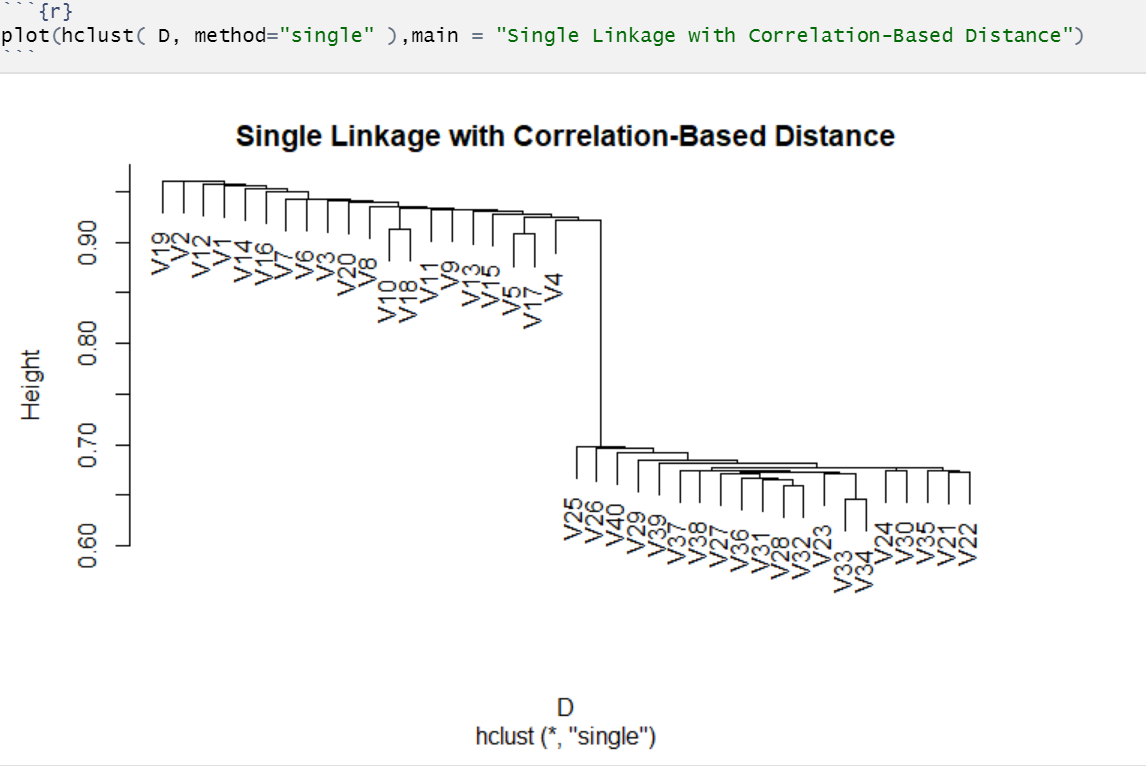 ```{r}
plot(hclust( D, method="single" ),main = "Single Linkage with Correlation-Based Distance")
```
Single Linkage with Correlation-Based Distance
Height
0.90
0.80
0.70
0.60
V19
V2
V12
V1
V14
V16
V7
V6
V3
V20
V8
V10
V18
V11
V9
V13
V15
V5
V17
V4
V25
V26
V40
V29
V39
V37
V38
V27
V36
V31
V28
V32
V23
V33
V34
V24
V30
V35
V21
V22
D
hclust (*, "single")